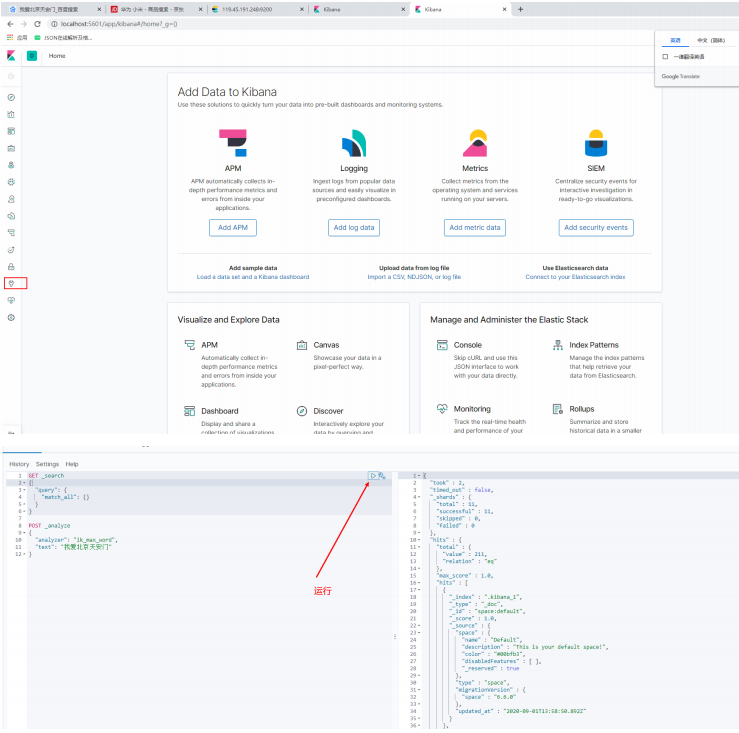 我爱北京天安门_百度搜索
华为 小米 - 商品搜索 - 京东
119.45.191.248:9200
Kibana
Kibana
localhost:5601/app/kibana#/home?_g=()
应用
JSON在线解析及格...
英语 中文（简体）
一律翻译英语
Google Translate
D Home
Add Data to Kibana
Use these solutions to quickly turn your data into pre-built dashboards and monitoring systems.
APM
APM automatically collects in-
depth performance metrics and
errors from inside your
applications.
Add APM
Logging
Ingest logs from popular data
sources and easily visualize in
preconfigured dashboards.
Add log data
Metrics
Collect metrics from the
operating system and services
running on your servers.
Add metric data
SIEM
Centralize security events for
interactive investigation in
ready-to-go visualizations.
Add security events
Add sample data
Load a data set and a Kibana dashboard
Upload data from log file
Import a CSV, NDJSON, or log file
Use Elasticsearch data
Connect to your Elasticsearch index
Visualize and Explore Data
APM
Automatically collect in-
depth performance metrics
and errors from inside your
applications.
Canvas
Showcase your data in a
pixel-perfect way.
Dashboard
Display and share a
collection of visualizations
Discover
Interactively explore your
data by querying and
Manage and Administer the Elastic Stack
Console
Skip cURL and use this
JSON interface to work
with your data directly.
Index Patterns
Manage the index patterns
that help retrieve your
data from Elasticsearch.
Monitoring
Track the real-time health
and performance of your
Rollups
Summarize and store
historical data in a smaller
History Settings Help
1 GET _search
2 {
3 "query": {
4 "match_all": {}
5 }
6 }
7
8 POST _analyze
9 {
10 "analyzer": "ik_max_word",
11 "text": "我爱北京天安门"
12 }
运行
1 {
2 "took" : 2,
3 "timed_out" : false,
4 "_shards" : {
5 "total" : 11,
6 "successful" : 11,
7 "skipped" : 0,
8 "failed" : 0
9 },
10 "hits" : {
11 "total" : {
12 "value" : 211,
13 "relation" : "eq"
14 },
15 "max_score" : 1.0,
16 "hits" : [
17 {
18 "_index" : ".kibana_1",
19 "_type" : "_doc",
20 "_id" : "space:default",
21 "_score" : 1.0,
22 "_source" : {
23 "space" : {
24 "name" : "Default",
25 "description" : "This is your default space!",
26 "color" : "#00bfb3",
27 "disabledFeatures" : [ ],
28 "_reserved" : true
29 },
30 "type" : "space",
31 "migrationVersion" : {
32 "space" : "6.6.0"
33 },
34 "updated_at" : "2020-09-01T13:58:50.892Z"
35 }
36 },